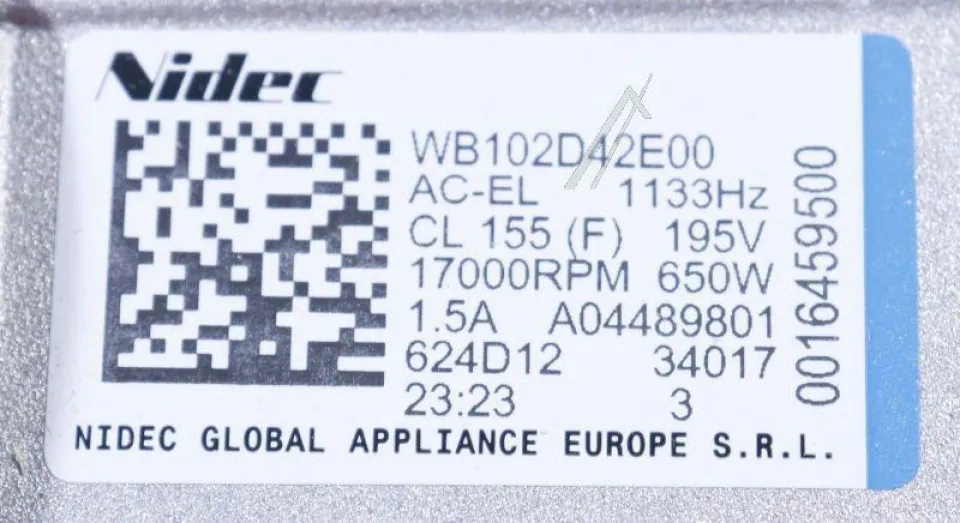 Nidec
WB102D42E00
AC-EL 1133Hz
CL 155 (F) 195V
17000RPM 650W
1.5A A04489801
624D12 34017
23:23 3
001645959500
NIDEC GLOBAL APPLIANCE EUROPE S.R.L.